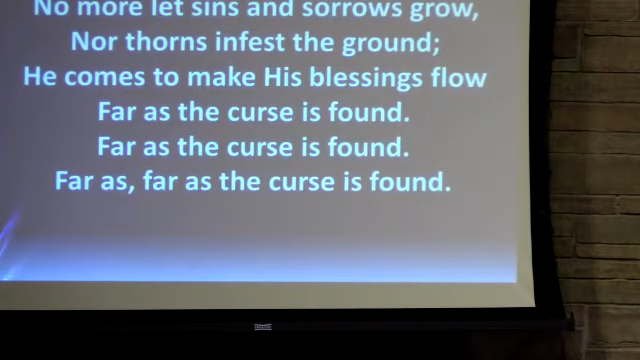 No more let sins and sorrows grow,
Nor thorns infest the ground;
He comes to make His blessings flow
Far as the curse is found.
Far as the curse is found.
Far as, far as the curse is found.